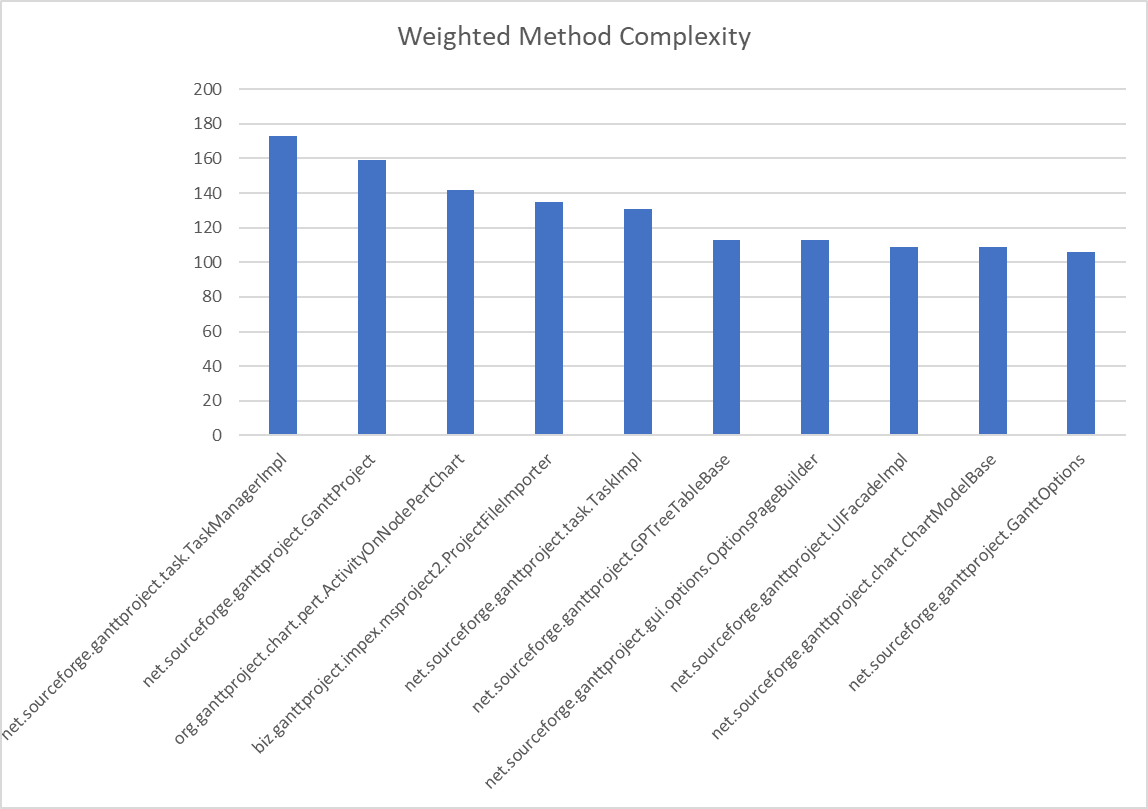 Weighted Method Complexity
200
180
160
140
120
100
80
60
40
20
0
net.sourceforge.ganttproject.task.TaskManagerImpl
net.sourceforge.ganttproject.GanttProject
org.ganttproject.chart.pert.ActivityOnNodePertChart
biz.ganttproject.impex.msproject2.ProjectFileImporter
net.sourceforge.ganttproject.task.TaskImpl
net.sourceforge.ganttproject.GPTreeTableBase
net.sourceforge.ganttproject.gui.options.OptionsPageBuilder
net.sourceforge.ganttproject.UIFacadeImpl
net.sourceforge.ganttproject.chart.ChartModelBase
net.sourceforge.ganttproject.GanttOptions